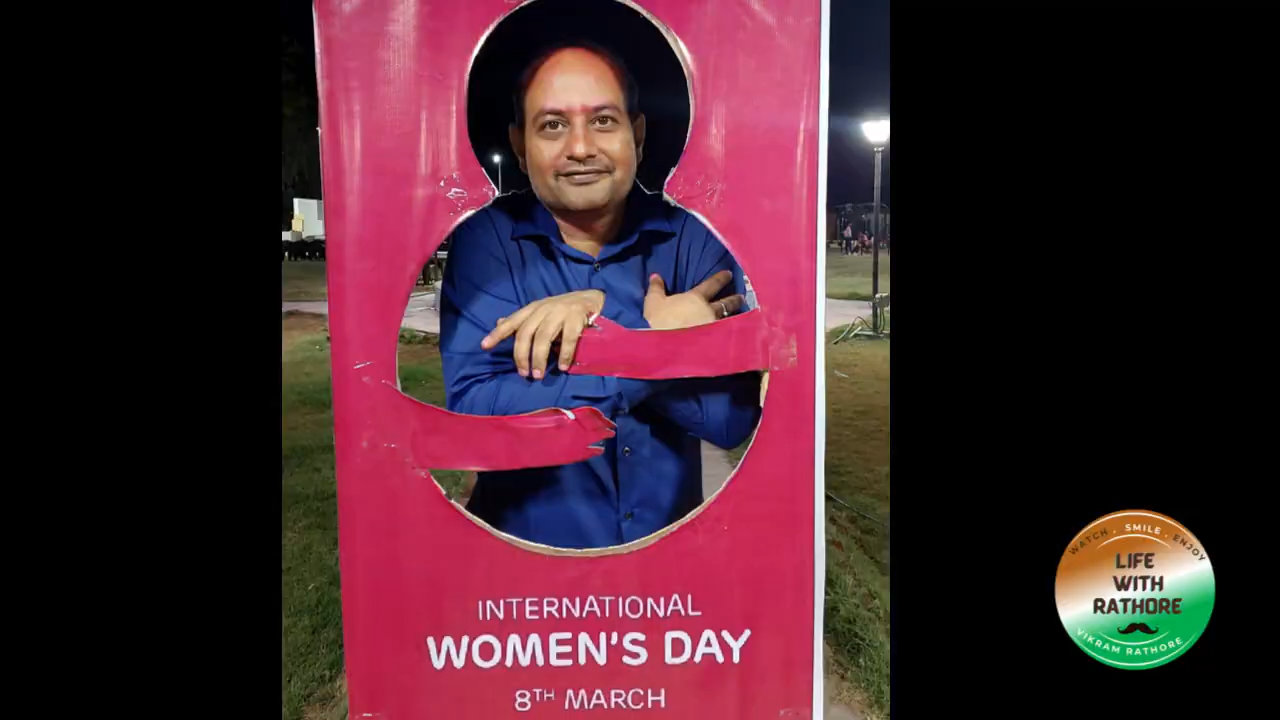 INTERNATIONAL
WOMEN'S DAY
8TH MARCH
WATCH . SMILE . ENJOY
LIFE
WITH
RATHORE
VIKRAM RATHORE